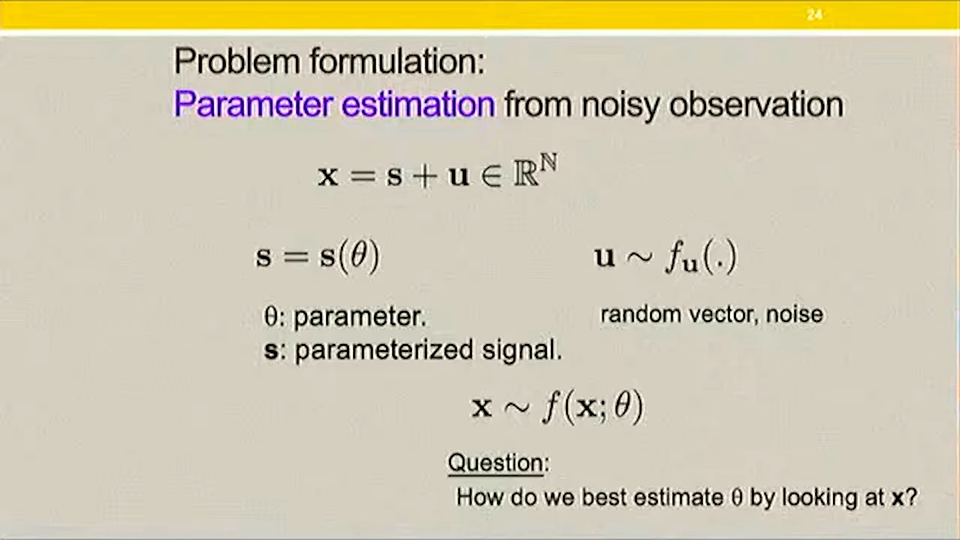 24
Problem formulation:
Parameter estimation from noisy observation
x = s + u ∈ ℝᴺ
s = s(θ)
u ∼ f_u(.)
θ: parameter.
s: parameterized signal.
random vector, noise
x ∼ f(x; θ)
Question:
How do we best estimate θ by looking at x?